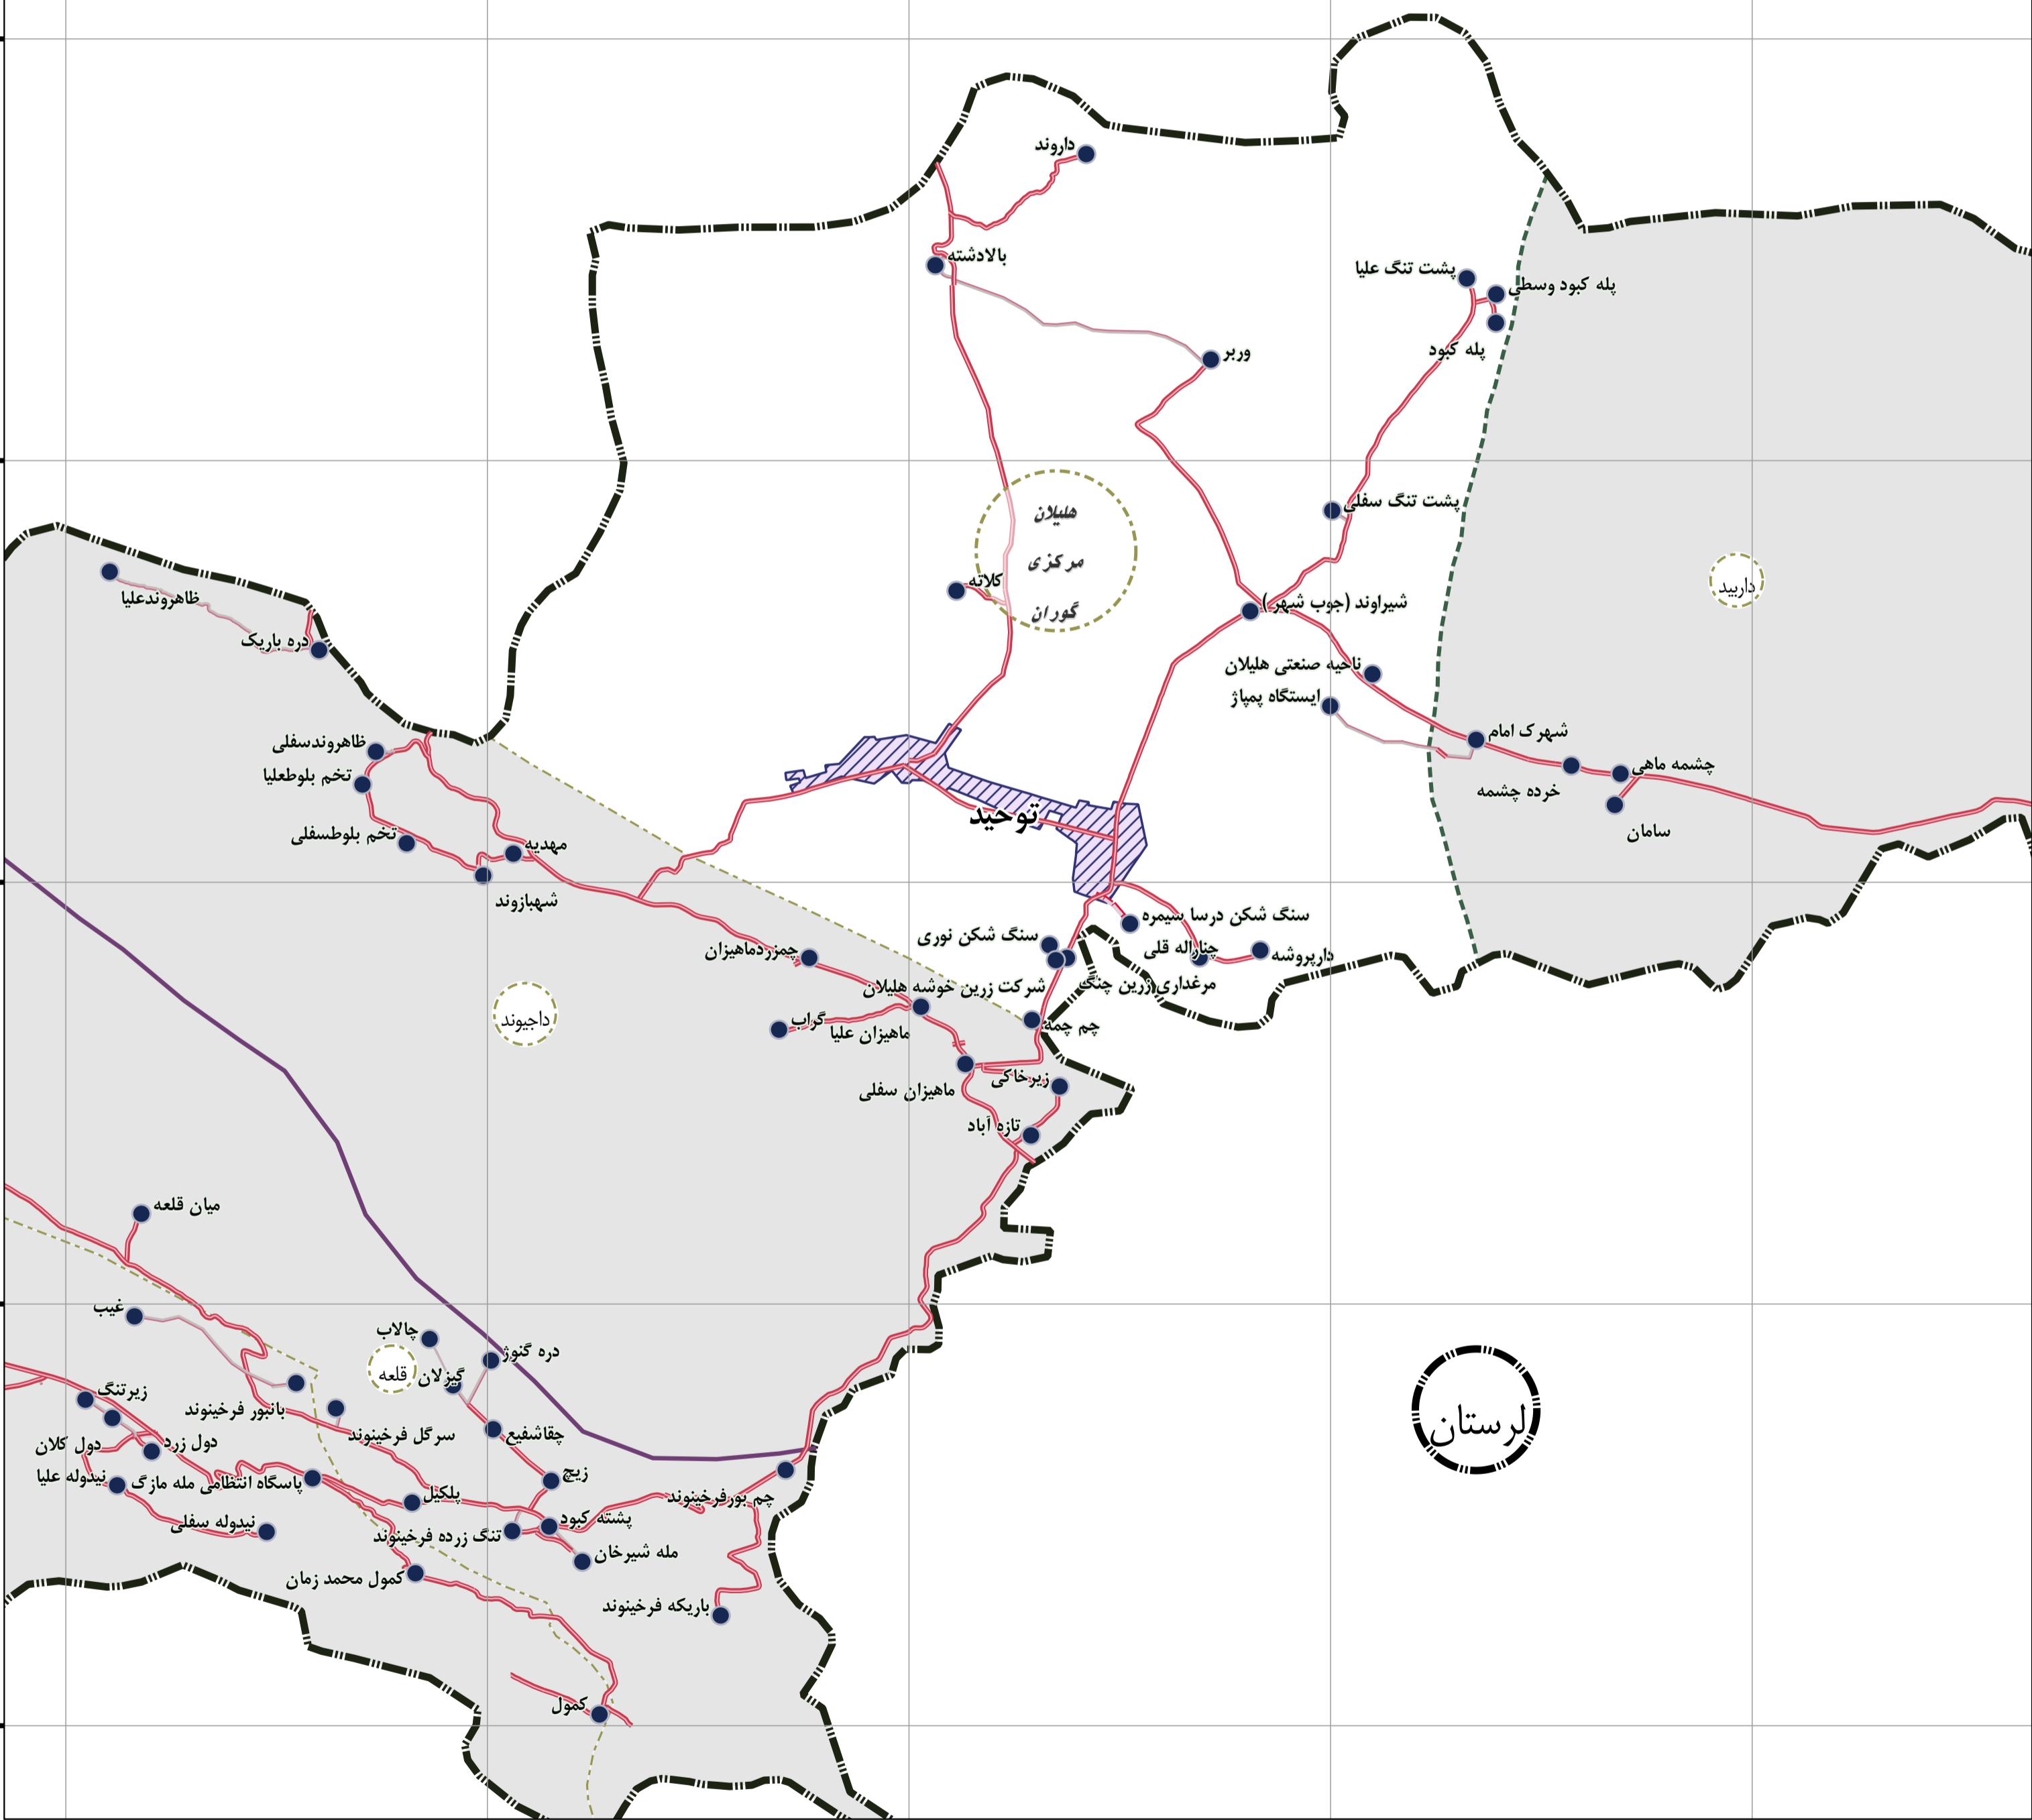 داروند
بالادشته
پشت تنگ علیا
پله کبود وسطی
پله کبود
وربر
پشت تنگ سفلی
هلیلان
مرکزی
گوران
کلاته
شیراوند (جوب شهر)
داربید
ظاهروندعلیا
دره باریک
ناحیه صنعتی هلیلان
ایستگاه پمپاژ
شهرک امام
چشمه ماهی
خرده چشمه
سامان
ظاهروندسفلی
تخم بلوطعلیا
تخم بلوطسفلی
مهدیه
شهبازوند
توحید
سنگ شکن درسا سیمره
سنگ شکن نوری
چناراله قلی
دارپروشه
چمزردماهیزان
شرکت زرین خوشه هلیلان
مرغداری زرین چنگ
داجیوند
گراب
ماهیزان علیا
چم چمه
زیرخاکی
ماهیزان سفلی
تازه آباد
میان قلعه
غیب
چالاب
دره گنوژ
قلعه
گیزلان
زیرتنگ
بانبور فرخینوند
سرگل فرخینوند
چقاشفیع
لرستان
دول کلان
دول زرد
نیدوله علیا
پاسگاه انتظامی مله مازگ
زیچ
پلکیل
چم بورفرخینوند
نیدوله سفلی
تنگ زرده فرخینوند
پشته کبود
مله شیرخان
کمول محمد زمان
باریکه فرخینوند
کمول